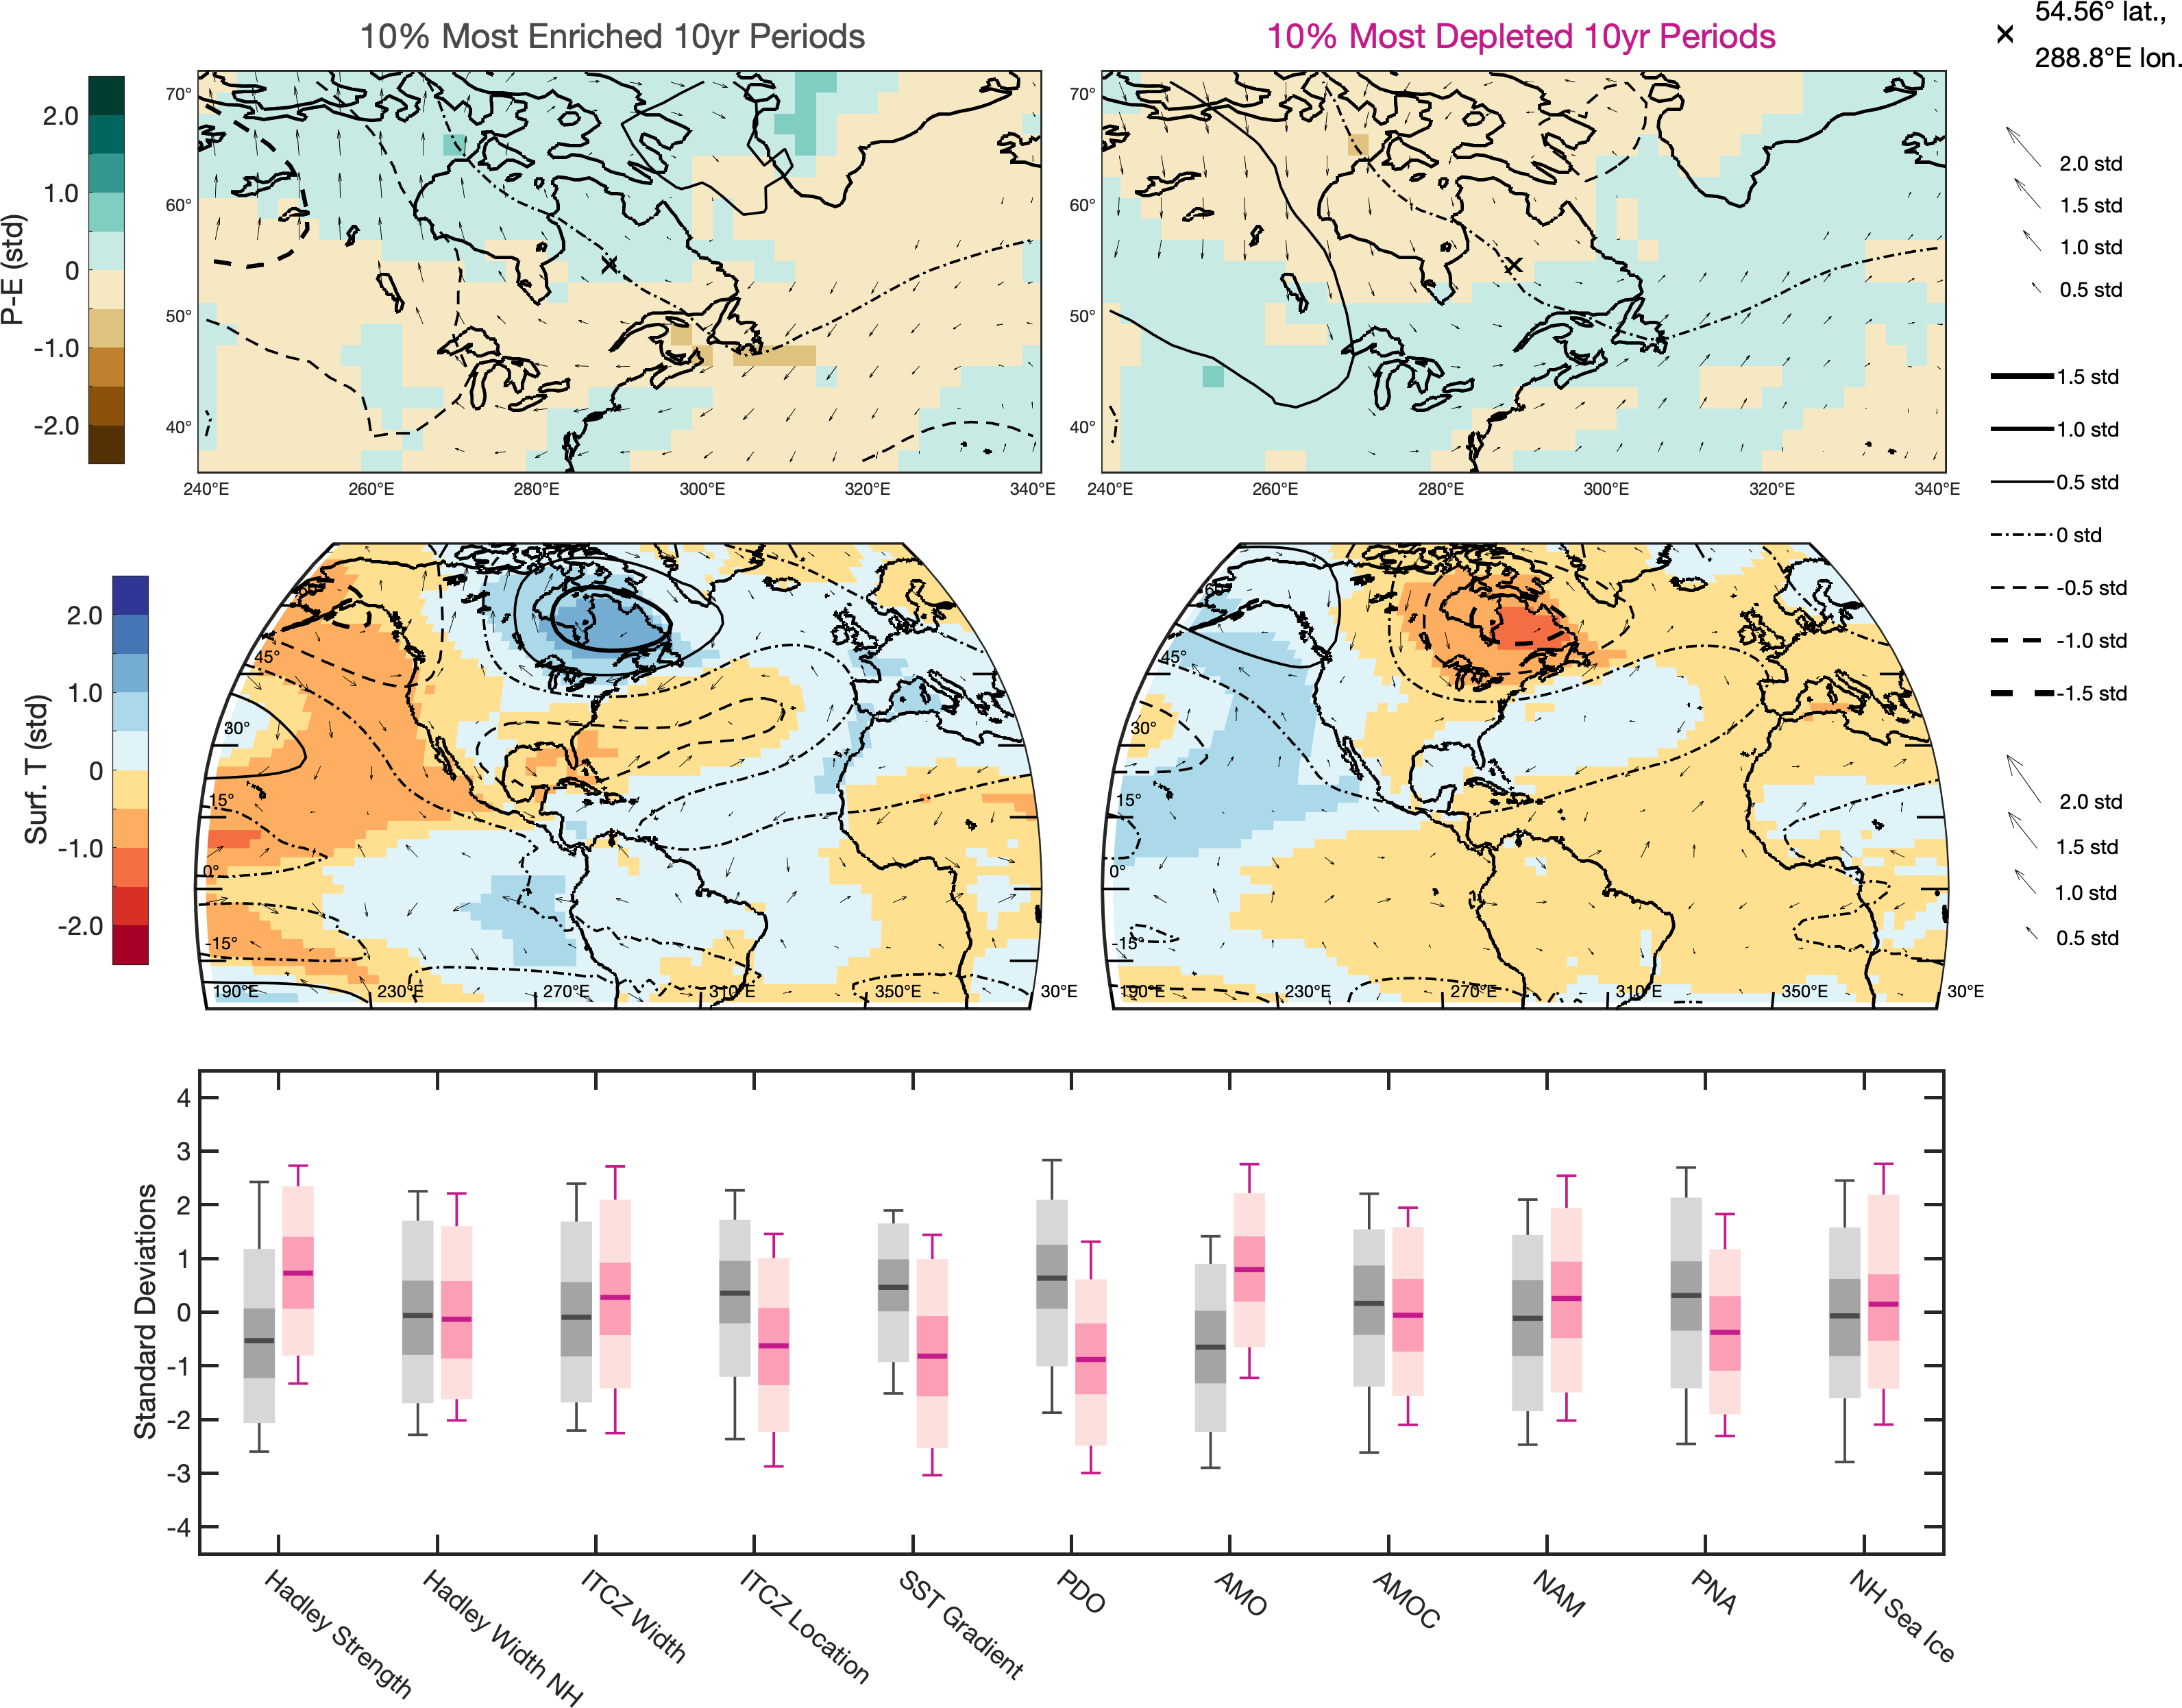 10% Most Enriched 10yr Periods
10% Most Depleted 10yr Periods
54.56° lat.,
288.8°E lon.
P-E (std)
2.0
1.0
0
-1.0
-2.0
70°
60°
50°
40°
240°E 260°E 280°E 300°E 320°E 340°E
70°
60°
50°
40°
240°E 260°E 280°E 300°E 320°E 340°E
2.0 std
1.5 std
1.0 std
0.5 std
1.5 std
1.0 std
0.5 std
0 std
-0.5 std
-1.0 std
-1.5 std
2.0 std
1.5 std
1.0 std
0.5 std
Surf. T (std)
2.0
1.0
0
-1.0
-2.0
60°
45°
30°
15°
0°
-15°
190°E 230°E 270°E 310°E 350°E 30°E
60°
45°
30°
15°
0°
-15°
190°E 230°E 270°E 310°E 350°E 30°E
Standard Deviations
4
3
2
1
0
-1
-2
-3
-4
Hadley Strength
Hadley Width NH
ITCZ Width
ITCZ Location
SST Gradient
PDO
AMO
AMOC
NAM
PNA
NH Sea Ice